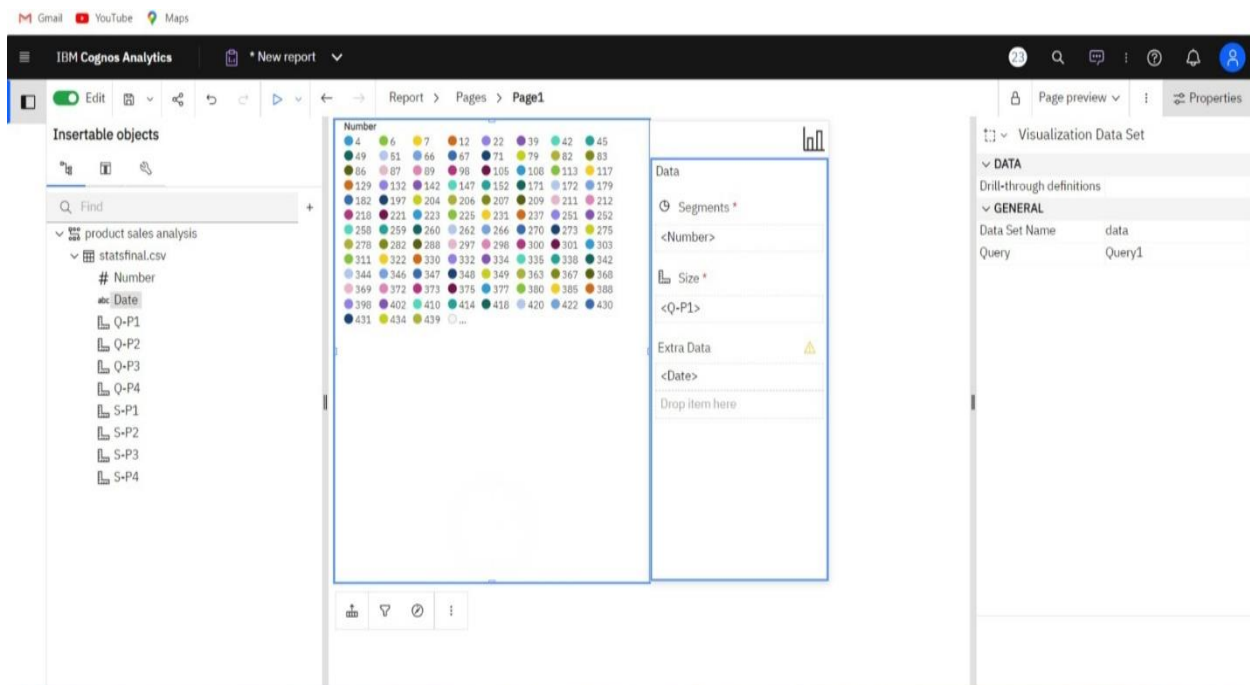 Gmail YouTube Maps
IBM Cognos Analytics * New report 23
Edit Report > Pages > Page1 Page preview Properties
Insertable objects
Find
product sales analysis
statsfinal.csv
# Number
abc Date
Q-P1
Q-P2
Q-P3
Q-P4
S-P1
S-P2
S-P3
S-P4
Number
4 6 7 12 22 39 42 45
49 51 66 67 71 79 82 83
86 87 89 98 105 108 113 117
129 132 142 147 152 171 172 179
182 197 204 206 207 209 211 212
218 221 223 225 231 237 251 252
258 259 260 262 266 270 273 275
278 282 288 297 298 300 301 303
311 322 330 332 334 335 338 342
344 346 347 348 349 363 367 368
369 372 373 375 377 380 385 388
398 402 410 414 418 420 422 430
431 434 439 ...
Data
Segments *
<Number>
Size *
<Q-P1>
Extra Data
<Date>
Drop item here
Visualization Data Set
DATA
Drill-through definitions
GENERAL
Data Set Name data
Query Query1